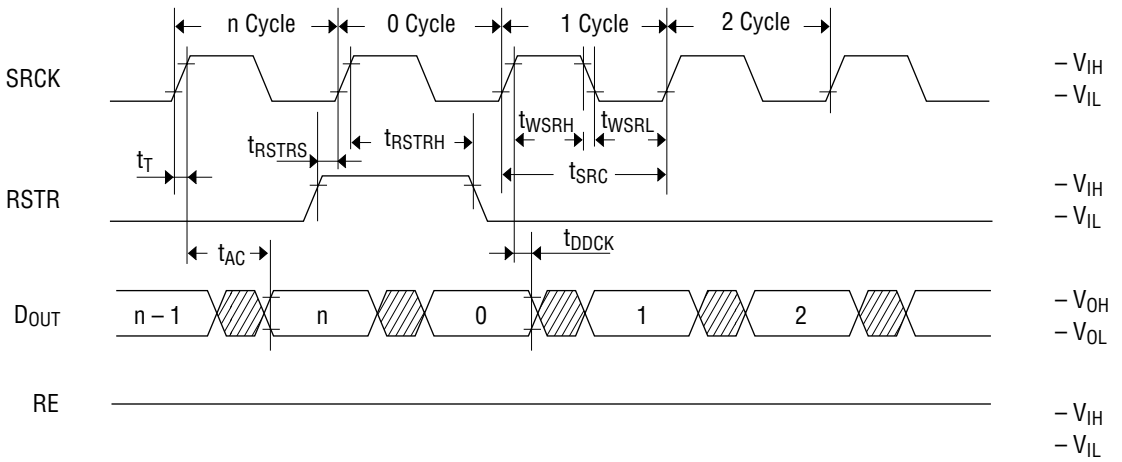 n Cycle 0 Cycle 1 Cycle 2 Cycle
SRCK
– VIH
– VIL
tWSRH tWSRL
tRSTRS tRSTRH
tT
tSRC
RSTR
– VIH
– VIL
tAC
tDDCK
DOUT
n – 1 n 0 1 2
– VOH
– VOL
RE
– VIH
– VIL